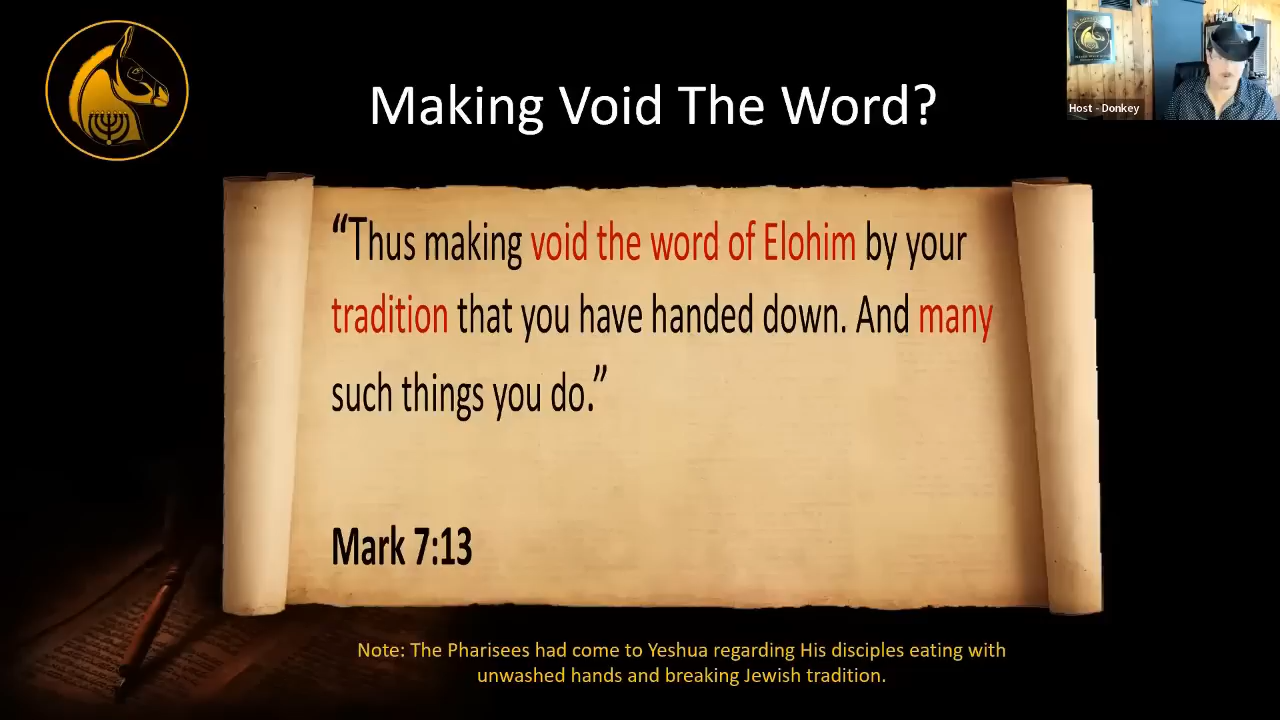 Making Void The Word?
Host - Donkey
“Thus making void the word of Elohim by your
tradition that you have handed down. And many
such things you do.”
Mark 7:13
Note: The Pharisees had come to Yeshua regarding His disciples eating with
unwashed hands and breaking Jewish tradition.